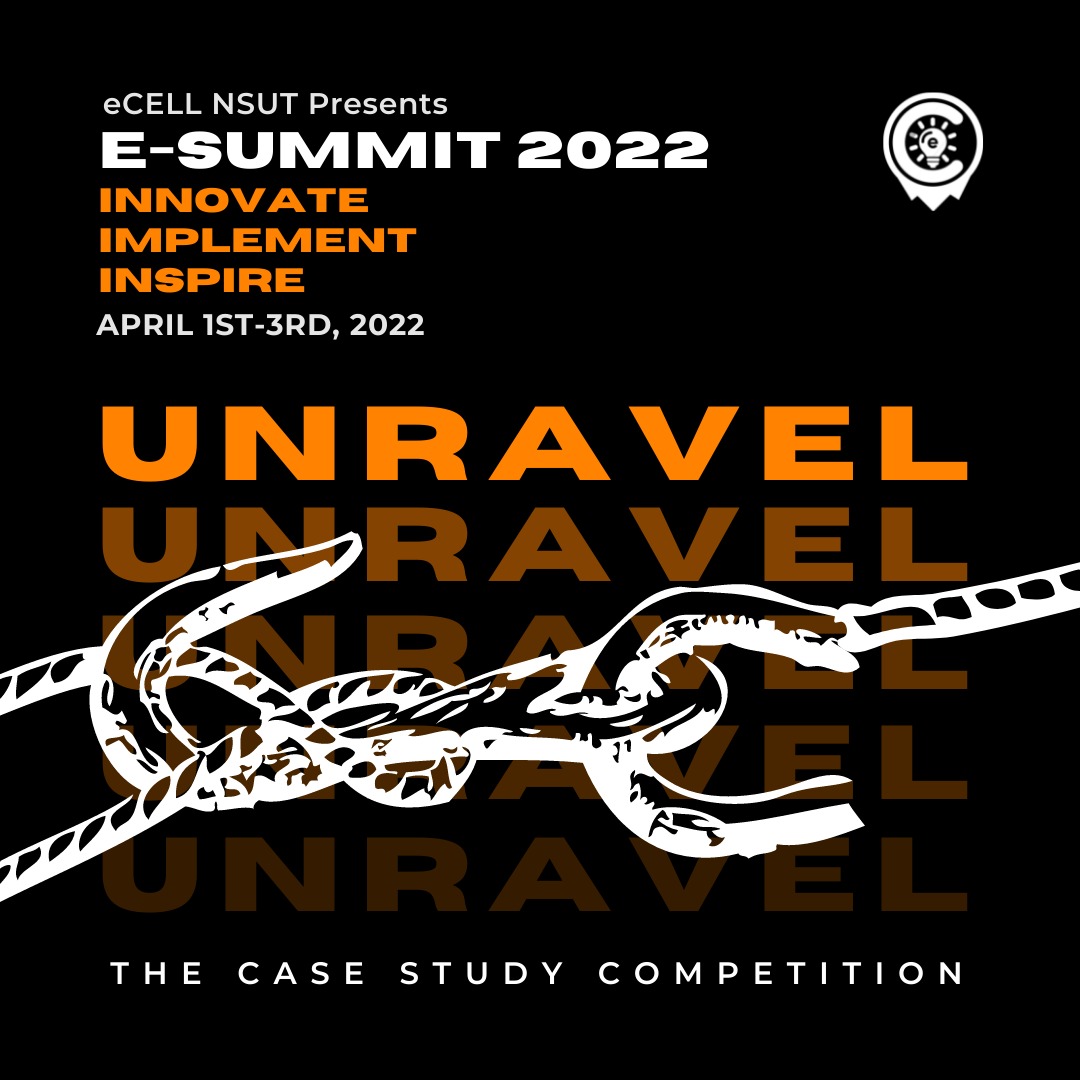 eCELL NSUT Presents
E-SUMMIT 2022
INNOVATE
IMPLEMENT
INSPIRE
APRIL 1ST-3RD, 2022
e
UNRAVEL
UNRAVEL
UNRAVEL
UNRAVEL
UNRAVEL
THE CASE STUDY COMPETITION